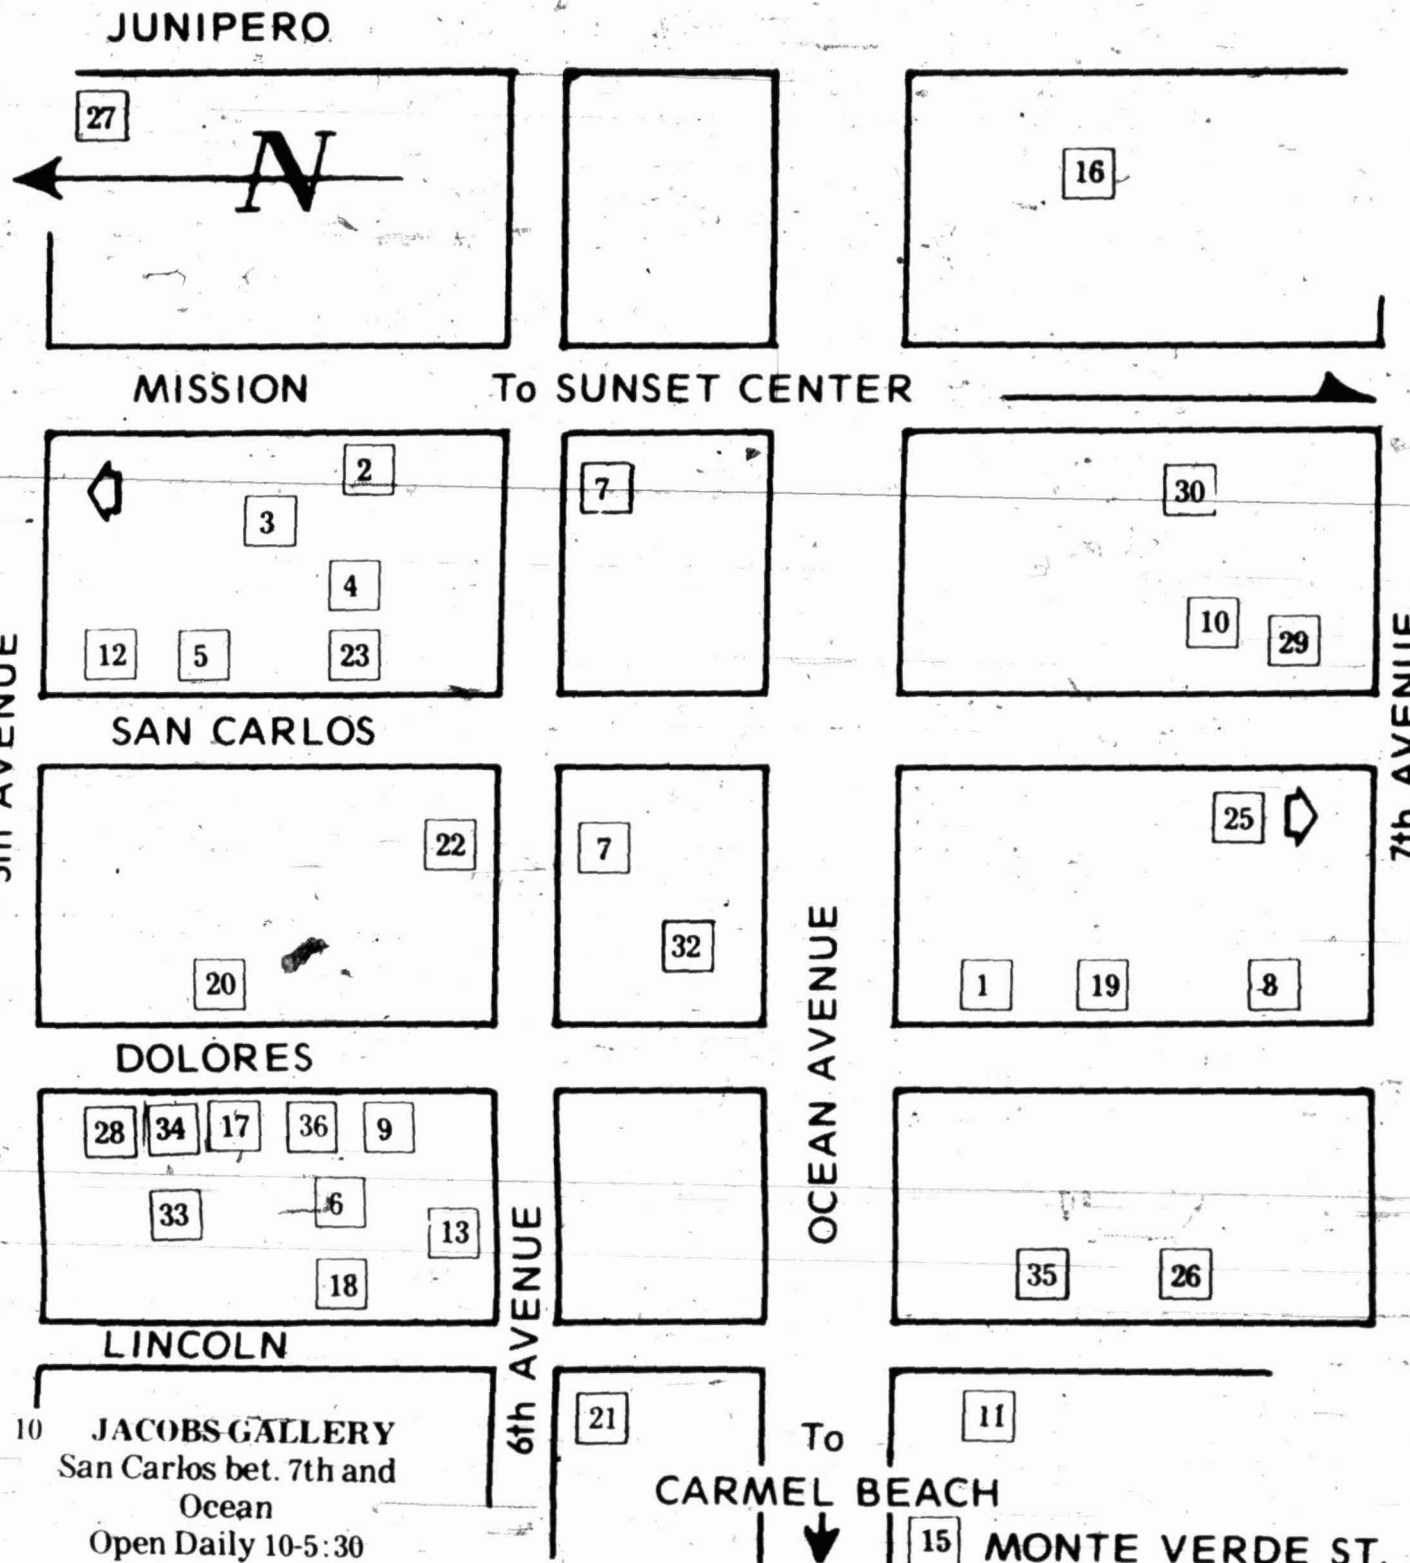 JUNIPERO
27
N
16
MISSION To SUNSET CENTER
2
7
30
3
4
10
29
12 5 23
5th AVENUE
7th AVENUE
SAN CARLOS
25
22
7
32
20
1 19 8
OCEAN AVENUE
DOLORES
28 34 17 36 9
33
6
13
18
35 26
LINCOLN
6th AVENUE
21
11
10 JACOBS GALLERY
San Carlos bet. 7th and
Ocean
Open Daily 10-5:30
To
CARMEL BEACH
15 MONTE VERDE ST.